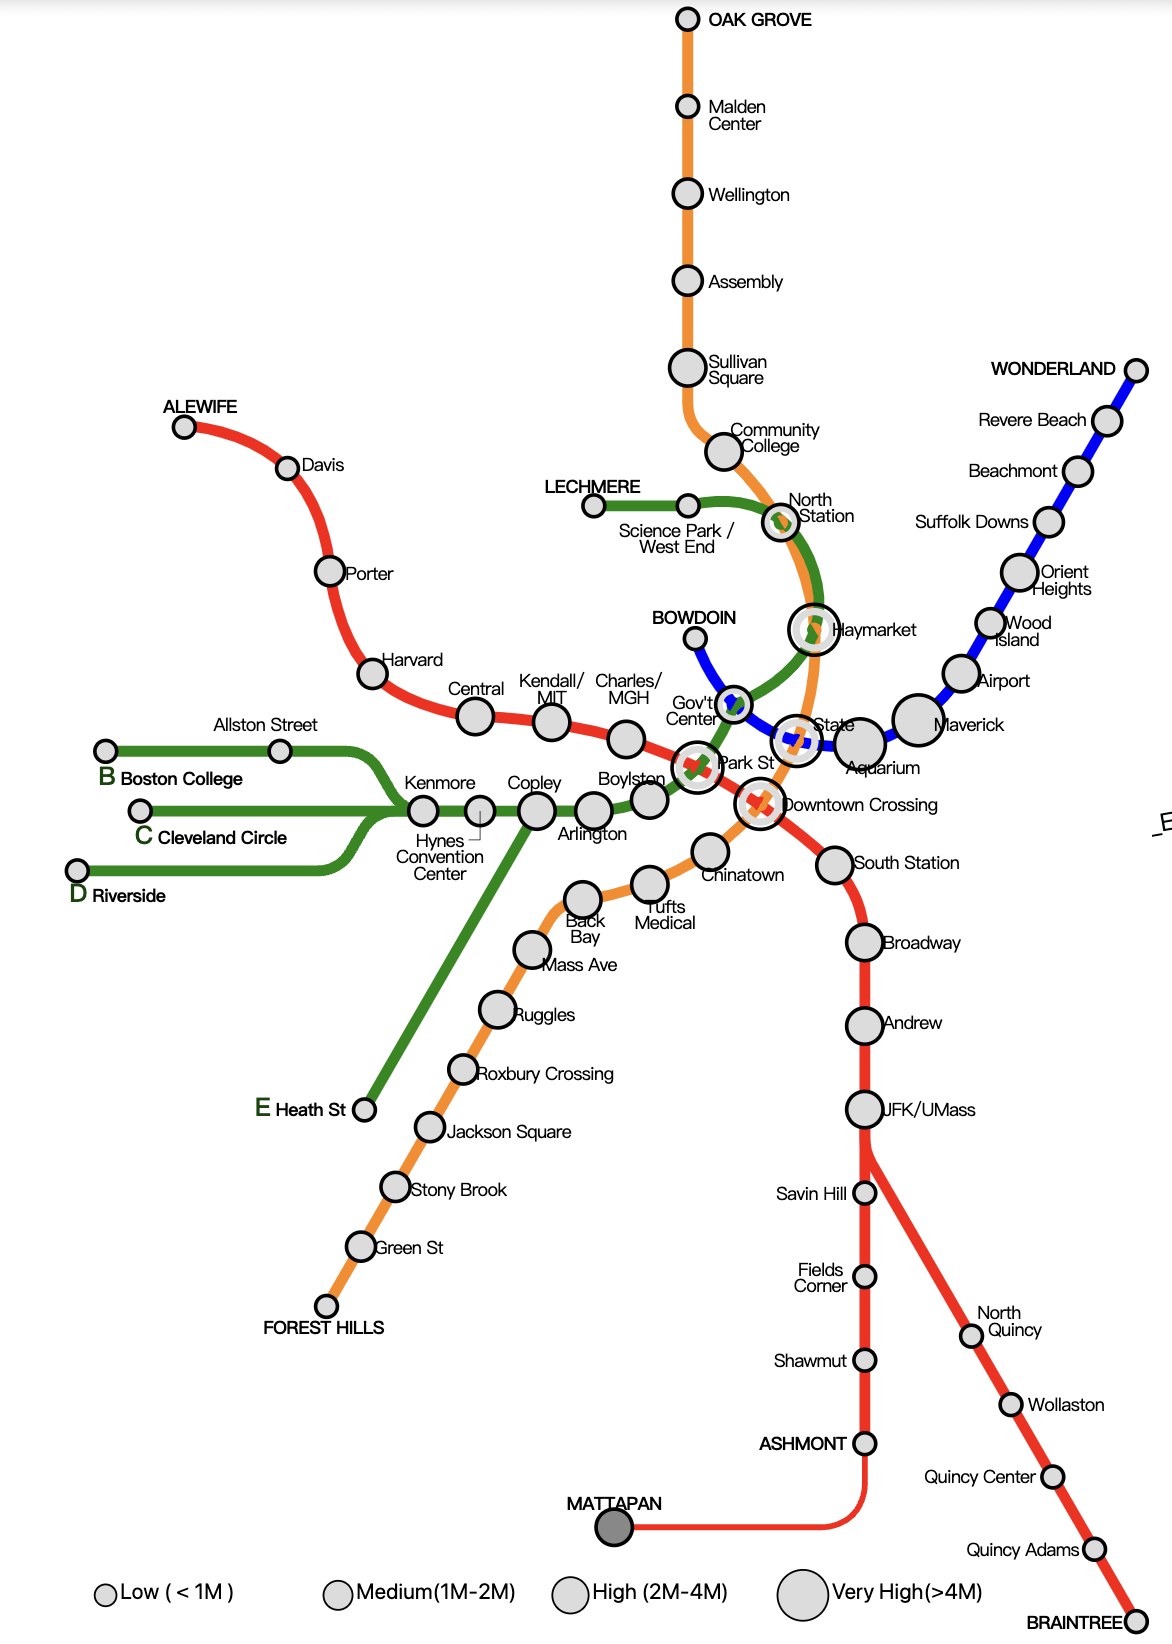 OAK GROVE
Malden
Center
Wellington
Assembly
Sullivan
Square
WONDERLAND
ALEWIFE
Revere Beach
Community
College
Davis
Beachmont
LECHMERE
North
Station
Science Park /
West End
Suffolk Downs
Porter
Orient
Heights
BOWDOIN
Haymarket
Wood
Island
Harvard
Central
Kendall/
MIT
Charles/
MGH
Airport
Gov't
Center
Allston Street
State
Maverick
B Boston College
Kenmore
Copley
Boylston
Park St
Aquarium
C Cleveland Circle
Hynes
Convention
Center
Arlington
Downtown Crossing
D Riverside
Chinatown
South Station
Tufts
Medical
Back
Bay
Broadway
Mass Ave
Ruggles
Andrew
Roxbury Crossing
E Heath St
JFK/UMass
Jackson Square
Stony Brook
Savin Hill
Green St
Fields
Corner
FOREST HILLS
North
Quincy
Shawmut
Wollaston
ASHMONT
Quincy Center
MATTAPAN
Quincy Adams
Low ( < 1M )
Medium(1M-2M)
High (2M-4M)
Very High(>4M)
BRAINTREE